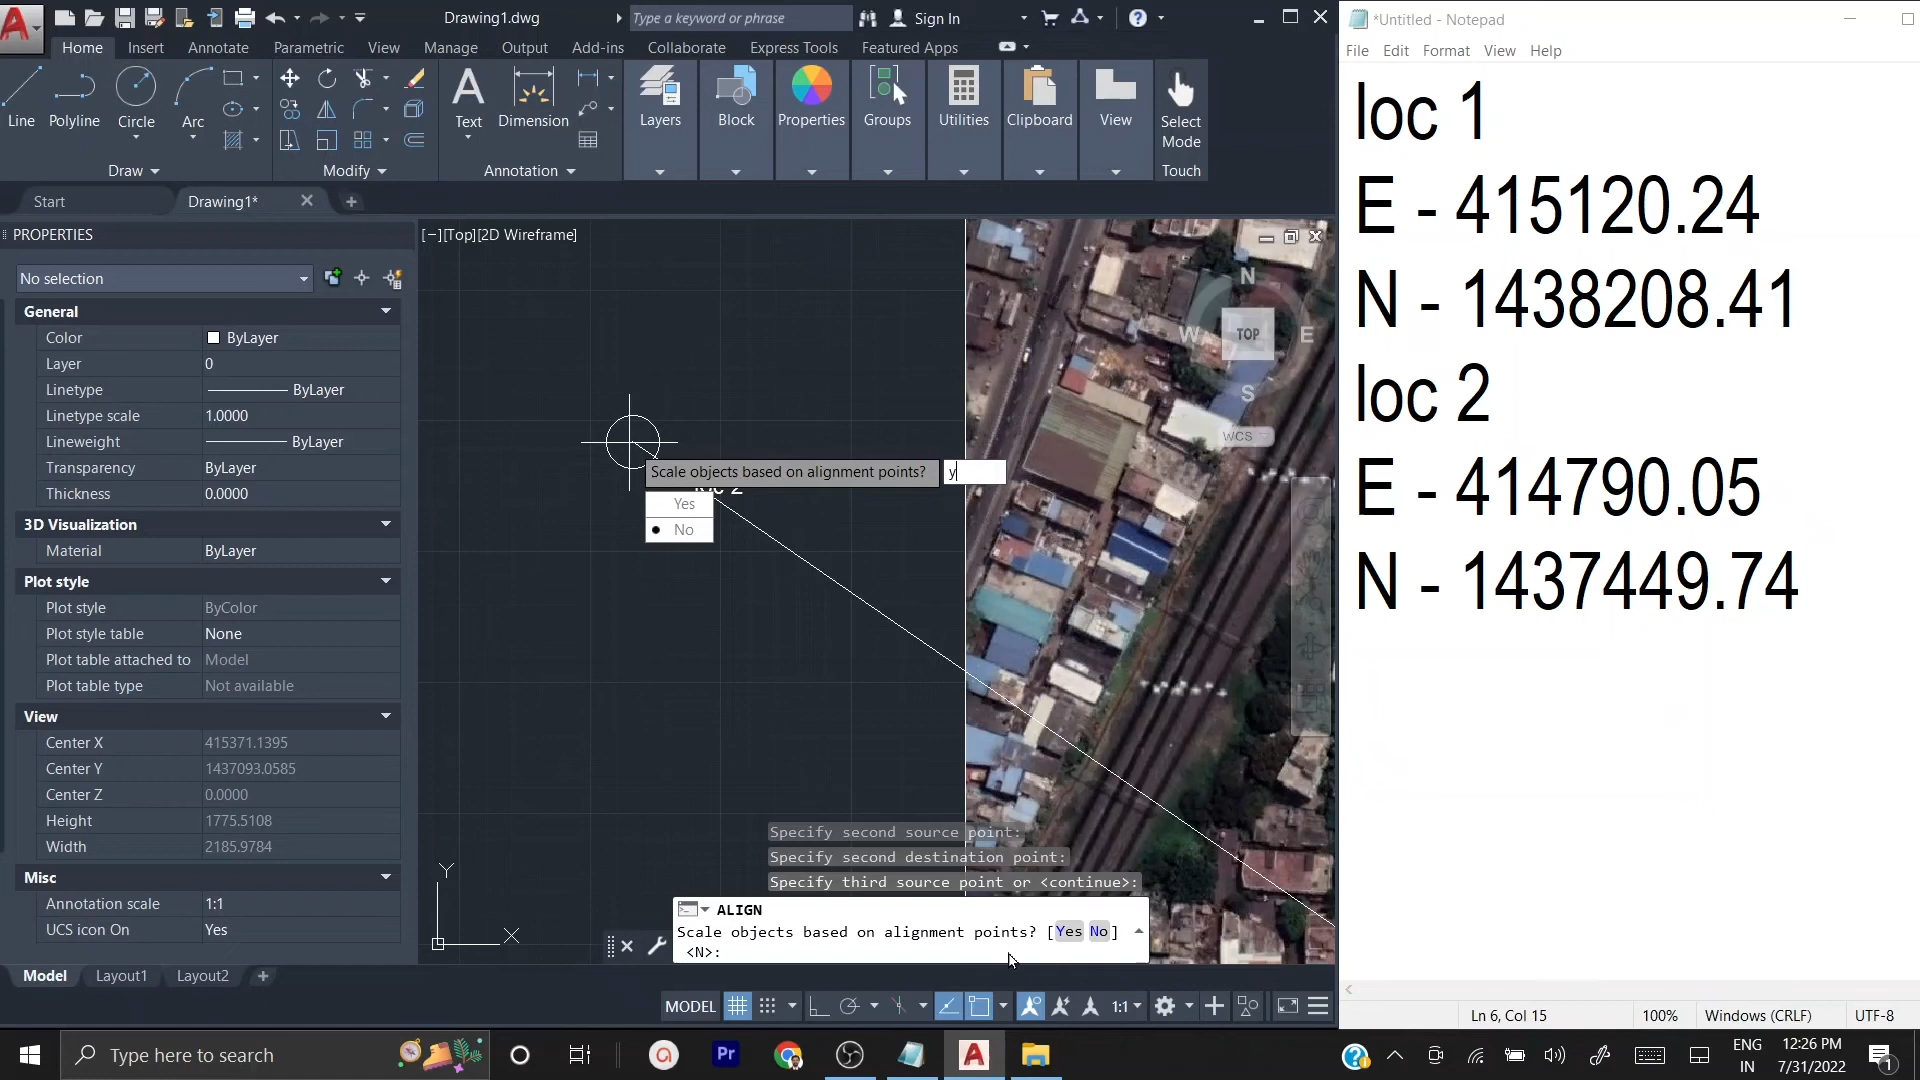 Drawing1.dwg
Type a keyword or phrase
Sign In
Home Insert Annotate Parametric View Manage Output Add-ins Collaborate Express Tools Featured Apps
Line Polyline Circle Arc
Text Dimension
Layers Block Properties Groups Utilities Clipboard View
Select Mode
Draw Modify Annotation Touch
Start Drawing1*
PROPERTIES
No selection
General
Color ByLayer
Layer 0
Linetype ByLayer
Linetype scale 1.0000
Lineweight ByLayer
Transparency ByLayer
Thickness 0.0000
3D Visualization
Material ByLayer
Plot style
Plot style ByColor
Plot style table None
Plot table attached to Model
Plot table type Not available
View
Center X 415371.1395
Center Y 1437093.0585
Center Z 0.0000
Height 1775.5108
Width 2185.9784
Misc
Annotation scale 1:1
UCS icon On Yes
[−][Top][2D Wireframe]
N
W TOP E
S
WCS
Scale objects based on alignment points? y
loc 2
Yes
No
Specify second source point:
Specify second destination point:
Specify third source point or <continue>:
ALIGN
Scale objects based on alignment points? [Yes No]
<N>:
Y
X
Model Layout1 Layout2
MODEL 1:1
*Untitled - Notepad
File Edit Format View Help
loc 1
E - 415120.24
N - 1438208.41
loc 2
E - 414790.05
N - 1437449.74
Ln 6, Col 15 100% Windows (CRLF) UTF-8
Type here to search
Pr
A
ENG
IN
12:26 PM
7/31/2022
1